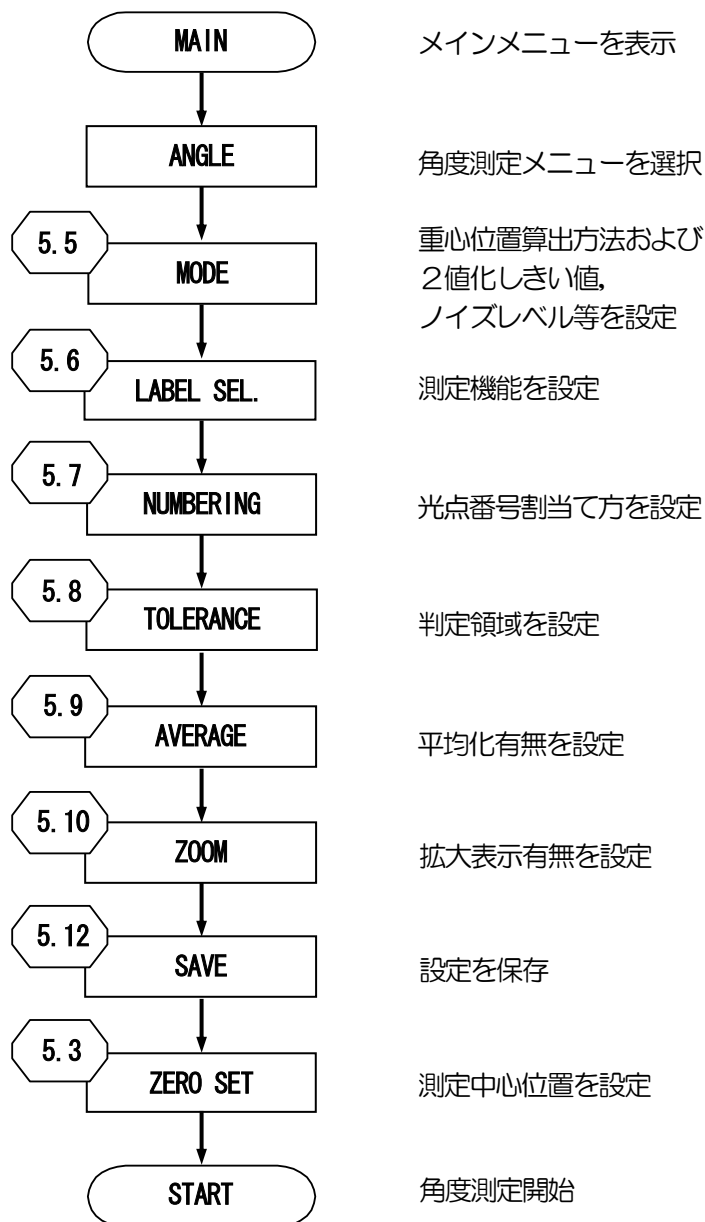 MAIN
メインメニューを表示
ANGLE
角度測定メニューを選択
5.5
MODE
重心位置算出方法および
２値化しきい値,
ノイズレベル等を設定
5.6
LABEL SEL.
測定機能を設定
5.7
NUMBERING
光点番号割当て方を設定
5.8
TOLERANCE
判定領域を設定
5.9
AVERAGE
平均化有無を設定
5.10
ZOOM
拡大表示有無を設定
5.12
SAVE
設定を保存
5.3
ZERO SET
測定中心位置を設定
START
角度測定開始